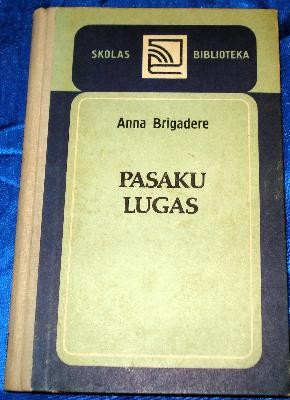 SKOLAS BIBLIOTEKA
Anna Brigadere
PASAKU
LUGAS